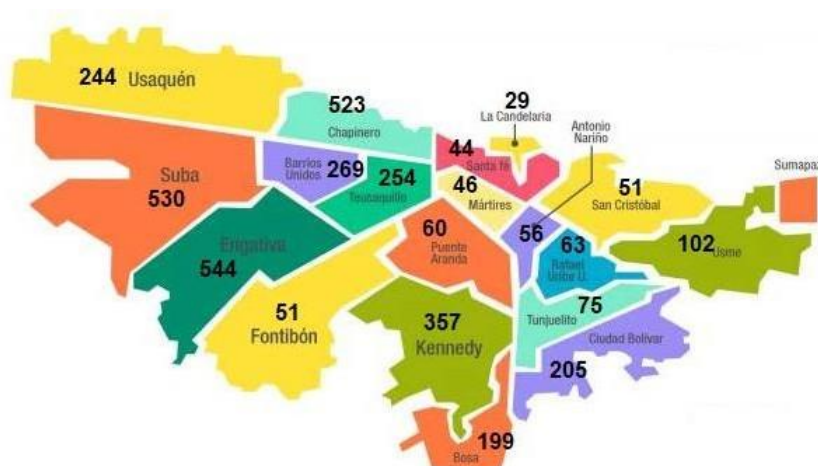 244 Usaquén
523
Chapinero
29
La Candelaria
Antonio
Nariño
Suba
530
Barrios
Unidos
269
254
Teusaquillo
44
Santa fé
46
Mártires
51
San Cristóbal
Sumapaz
Engativa
544
60
Puente
Aranda
56
63
Rafael
Uribe U.
102 Usme
51
Fontibón
357
Kennedy
75
Tunjuelito
Ciudad Bolívar
205
199
Bosa